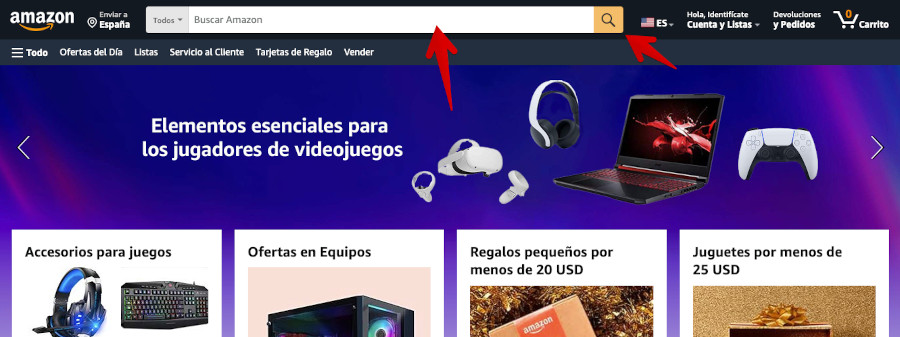 amazon
Enviar a
España
Todos
Buscar Amazon
ES
Hola, Identifícate
Cuenta y Listas
Devoluciones
y Pedidos
0
Carrito
Todo
Ofertas del Día
Listas
Servicio al Cliente
Tarjetas de Regalo
Vender
Elementos esenciales para
los jugadores de videojuegos
Accesorios para juegos
Ofertas en Equipos
Regalos pequeños por
menos de 20 USD
Juguetes por menos de
25 USD
amazon